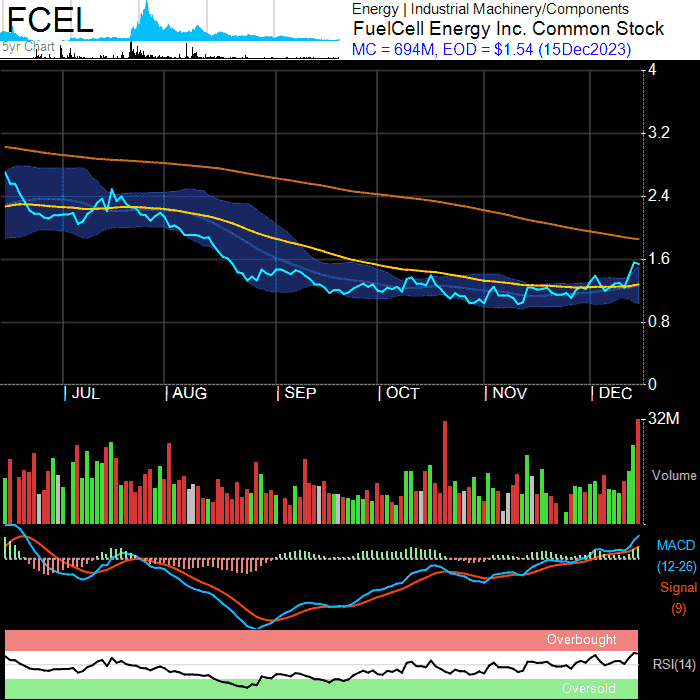 FCEL
5yr Chart
Energy | Industrial Machinery/Components
FuelCell Energy Inc. Common Stock
MC = 694M, EOD = $1.54 (15Dec2023)
4
3.2
2.4
1.6
0.8
0
| JUL | AUG | SEP | OCT | NOV | DEC
32M
Volume
MACD
(12-26)
Signal
(9)
Overbought
RSI(14)
Oversold